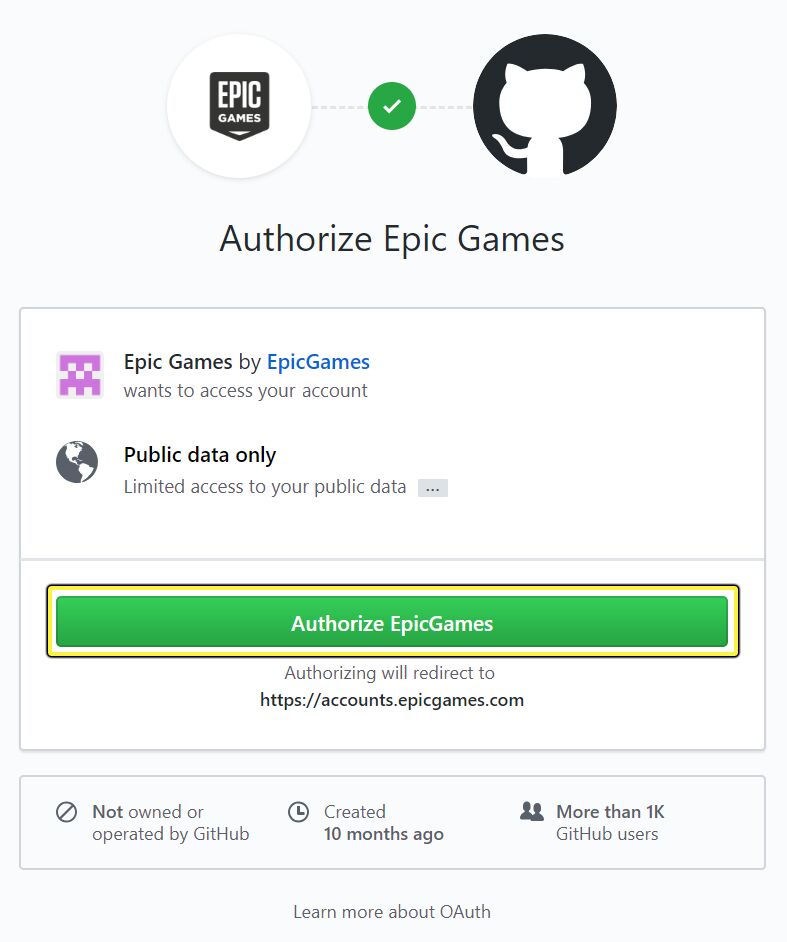 EPIC
GAMES
Authorize Epic Games
Epic Games by EpicGames
wants to access your account
Public data only
Limited access to your public data ...
Authorize EpicGames
Authorizing will redirect to
https://accounts.epicgames.com
Not owned or
operated by GitHub
Created
10 months ago
More than 1K
GitHub users
Learn more about OAuth